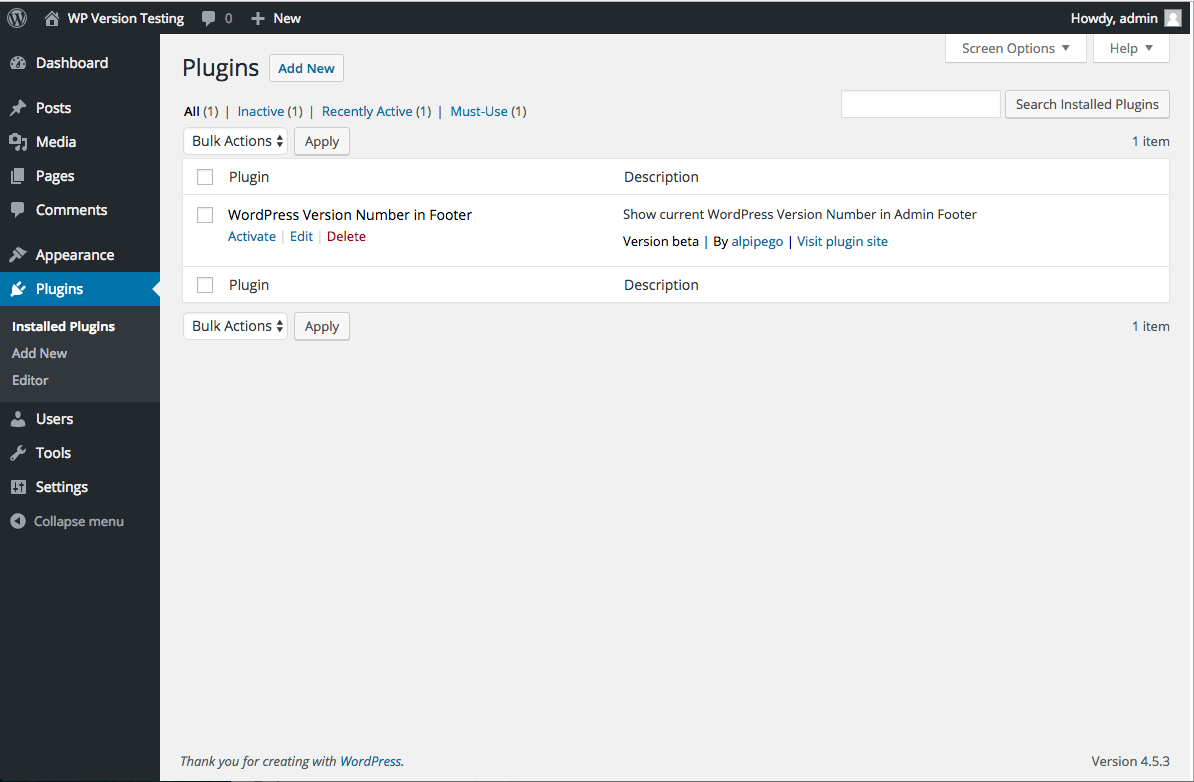 WP Version Testing 0 + New Howdy, admin
Dashboard
Posts
Media
Pages
Comments
Appearance
Plugins
Installed Plugins
Add New
Editor
Users
Tools
Settings
Collapse menu
Screen Options ▼ Help ▼
Plugins Add New
All (1) | Inactive (1) | Recently Active (1) | Must-Use (1)
Search Installed Plugins
Bulk Actions Apply 1 item
Plugin Description
WordPress Version Number in Footer Show current WordPress Version Number in Admin Footer
Activate | Edit | Delete Version beta | By alpipego | Visit plugin site
Plugin Description
Bulk Actions Apply 1 item
Thank you for creating with WordPress. Version 4.5.3